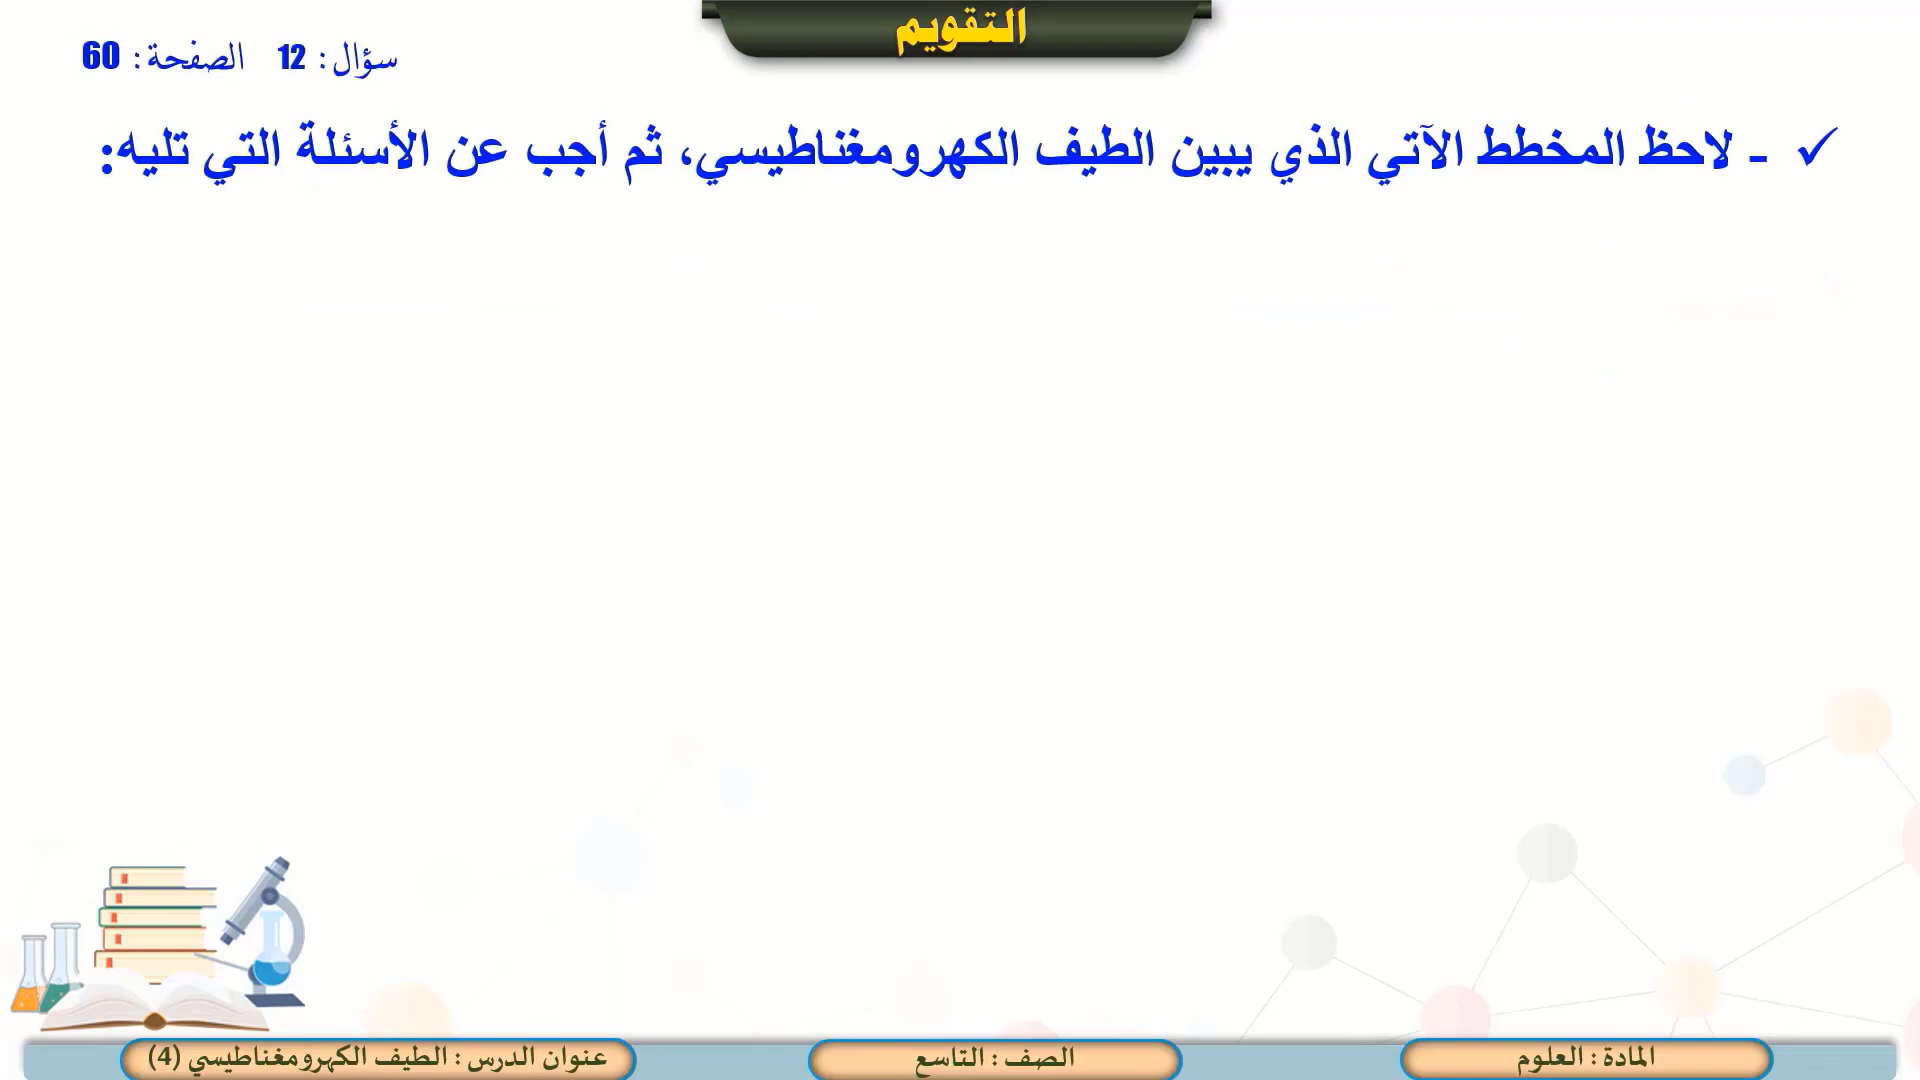 التقويم
سؤال: 12 الصفحة: 60
✓ - لاحظ المخطط الآتي الذي يبين الطيف الكهرومغناطيسي، ثم أجب عن الأسئلة التي تليه:
المادة : العلوم
الصف : التاسع
عنوان الدرس : الطيف الكهرومغناطيسي (4)